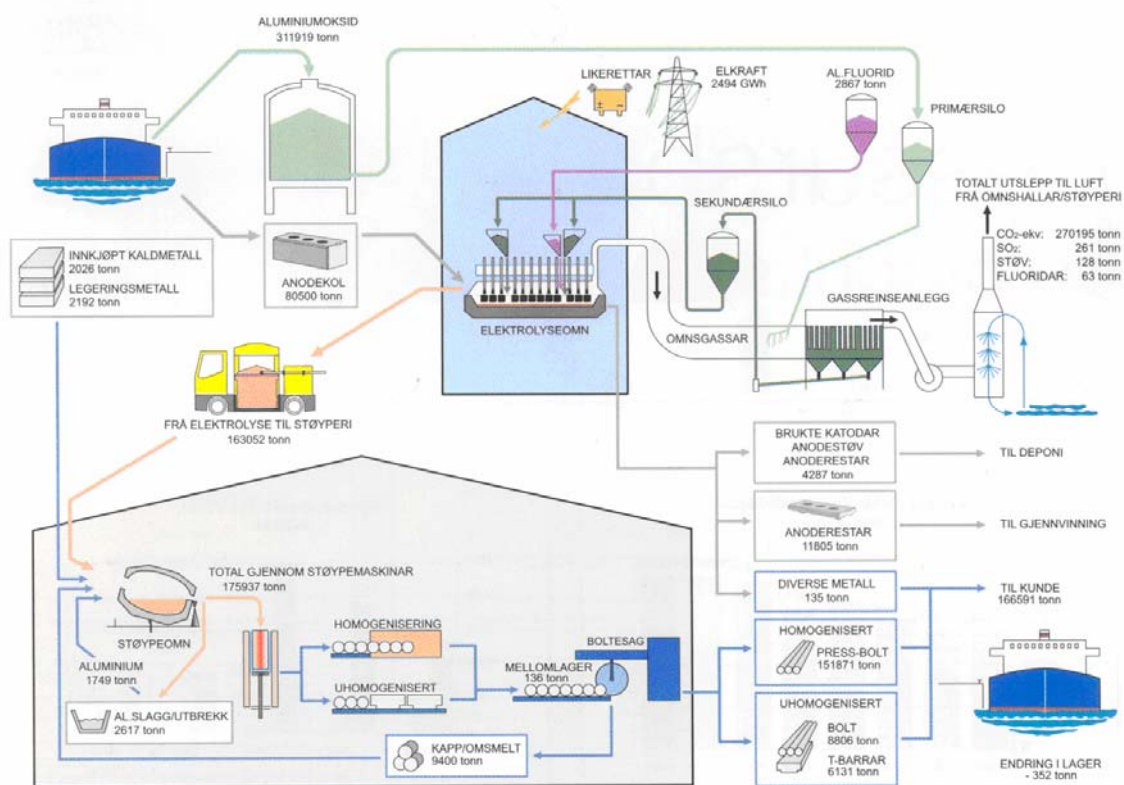 ALUMINIUMOKSID
311919 tonn
LIKERETTAR
ELKRAFT
2494 GWh
AL.FLUORID
2867 tonn
PRIMÆRSILO
SEKUNDÆRSILO
TOTALT UTSLEPP TIL LUFT
FRÅ OMNSHALLAR/STØYPERI
CO₂-ekv: 270195 tonn
SO₂: 261 tonn
STØV: 128 tonn
FLUORIDAR: 63 tonn
INNKJØPT KALDMETALL
2026 tonn
LEGERINGSMETALL
2192 tonn
ANODEKOL
80500 tonn
ELEKTROLYSEOMN
OMNSGASSAR
GASSREINSEANLEGG
FRÅ ELEKTROLYSE TIL STØYPERI
163052 tonn
BRUKTE KATODAR
ANODESTØV
ANODERESTAR
4287 tonn
TIL DEPONI
ANODERESTAR
11805 tonn
TIL GJENNVINNING
TOTAL GJENNOM STØYPEMASKINAR
175937 tonn
DIVERSE METALL
135 tonn
TIL KUNDE
166591 tonn
STØYPEOMN
HOMOGENISERING
BOLTESAG
HOMOGENISERT
PRESS-BOLT
151871 tonn
ALUMINIUM
1749 tonn
MELLOMLAGER
136 tonn
UHOMOGENISERT
AL.SLAGG/UTBREKK
2617 tonn
UHOMOGENISERT
BOLT
8806 tonn
T-BARRAR
6131 tonn
KAPP/OMSMELT
9400 tonn
ENDRING I LAGER
- 352 tonn